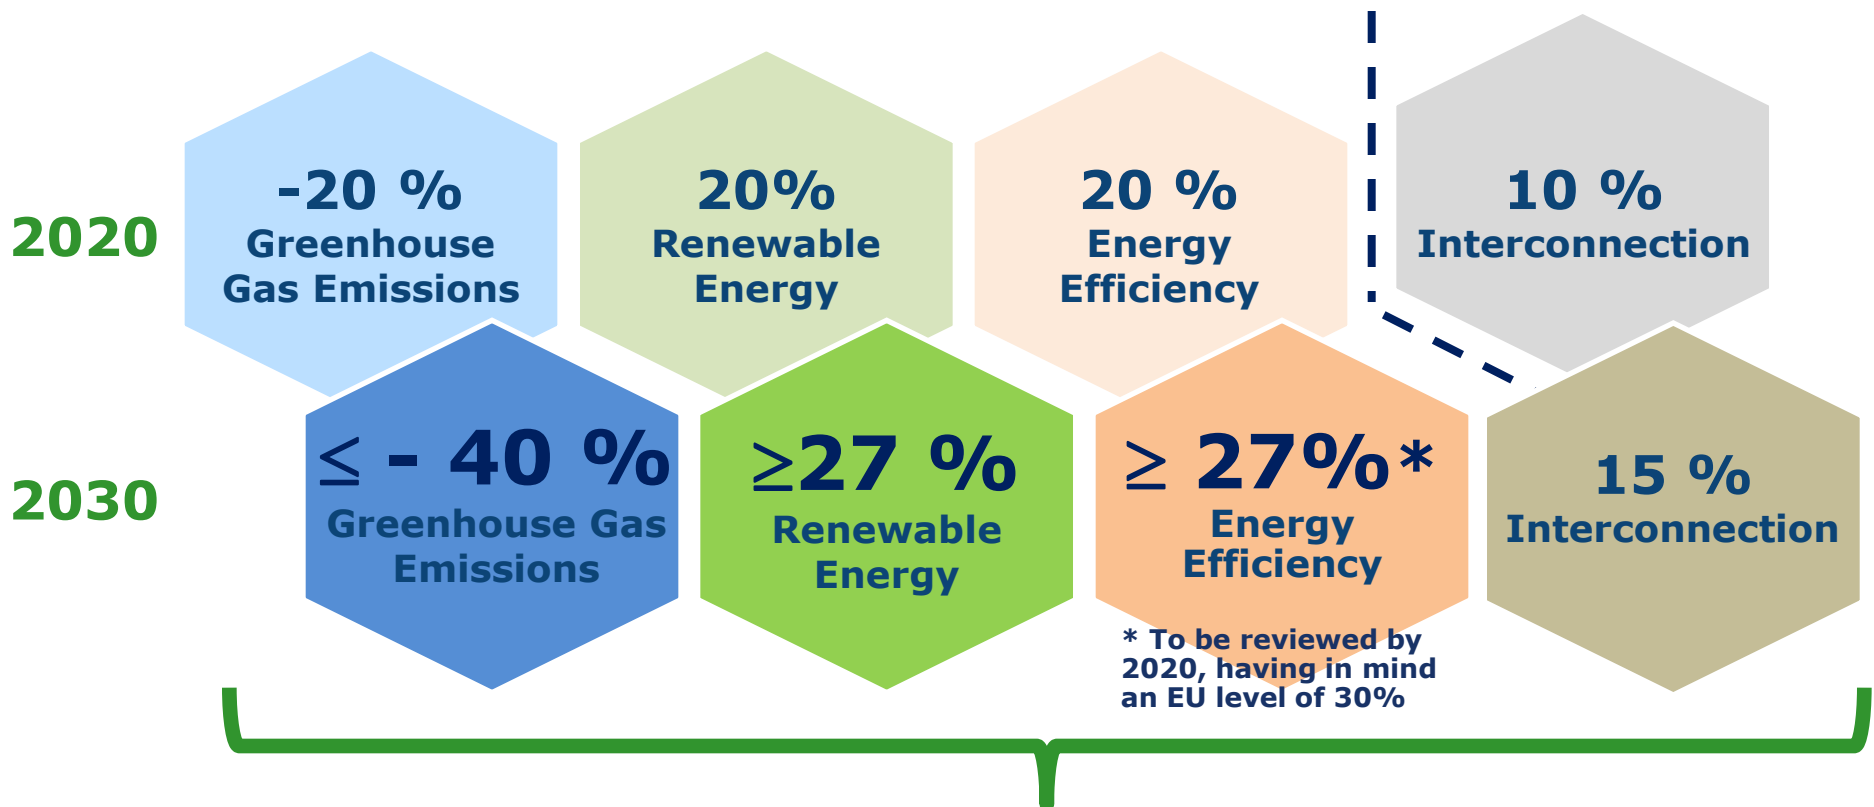 2020
-20 %
Greenhouse
Gas Emissions
20%
Renewable
Energy
20 %
Energy
Efficiency
10 %
Interconnection
2030
≤ - 40 %
Greenhouse Gas
Emissions
≥27 %
Renewable
Energy
≥ 27%*
Energy
Efficiency
* To be reviewed by
2020, having in mind
an EU level of 30%
15 %
Interconnection